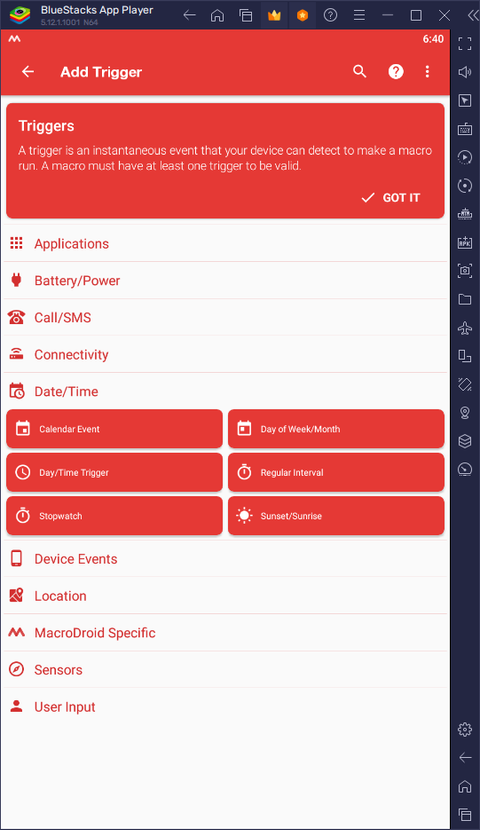 BlueStacks App Player
5.12.1.1001 N64
6:40
Add Trigger
Triggers
A trigger is an instantaneous event that your device can detect to make a macro
run. A macro must have at least one trigger to be valid.
GOT IT
Applications
Battery/Power
Call/SMS
Connectivity
Date/Time
Calendar Event
Day of Week/Month
Day/Time Trigger
Regular Interval
Stopwatch
Sunset/Sunrise
Device Events
Location
MacroDroid Specific
Sensors
User Input